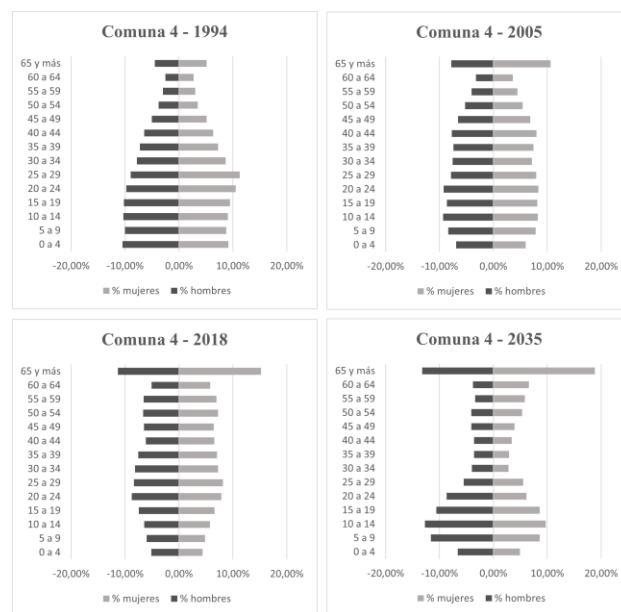 Comuna 4 - 1994
65 y más
60 a 64
55 a 59
50 a 54
45 a 49
40 a 44
35 a 39
30 a 34
25 a 29
20 a 24
15 a 19
10 a 14
5 a 9
0 a 4
-20,00% -10,00% 0,00% 10,00% 20,00%
% mujeres % hombres
Comuna 4 - 2005
65 y más
60 a 64
55 a 59
50 a 54
45 a 49
40 a 44
35 a 39
30 a 34
25 a 29
20 a 24
15 a 19
10 a 14
5 a 9
0 a 4
-20,00% -10,00% 0,00% 10,00% 20,00%
% mujeres % hombres
Comuna 4 - 2018
65 y más
60 a 64
55 a 59
50 a 54
45 a 49
40 a 44
35 a 39
30 a 34
25 a 29
20 a 24
15 a 19
10 a 14
5 a 9
0 a 4
-20,00% -10,00% 0,00% 10,00% 20,00%
% mujeres % hombres
Comuna 4 - 2035
65 y más
60 a 64
55 a 59
50 a 54
45 a 49
40 a 44
35 a 39
30 a 34
25 a 29
20 a 24
15 a 19
10 a 14
5 a 9
0 a 4
-20,00% -10,00% 0,00% 10,00% 20,00%
% mujeres % hombres